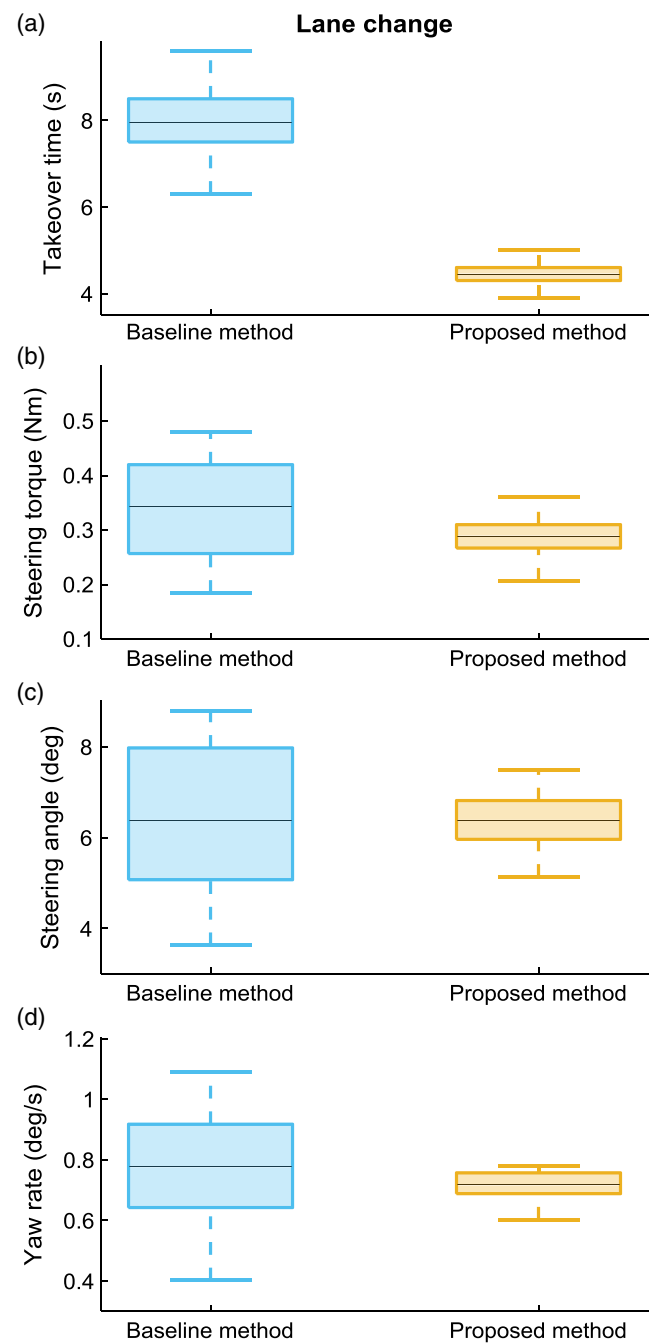 (a)
Lane change
Takeover time (s)
8
6
4
Baseline method Proposed method
(b)
Steering torque (Nm)
0.5
0.4
0.3
0.2
0.1
Baseline method Proposed method
(c)
Steering angle (deg)
8
6
4
Baseline method Proposed method
(d)
Yaw rate (deg/s)
1.2
1
0.8
0.6
0.4
Baseline method Proposed method